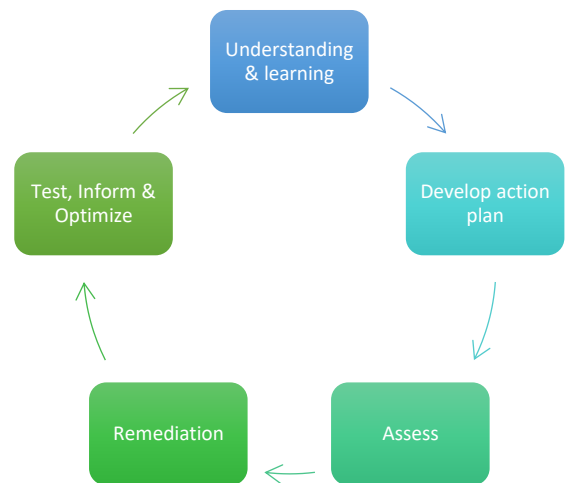 Understanding
& learning
Develop action
plan
Assess
Remediation
Test, Inform &
Optimize